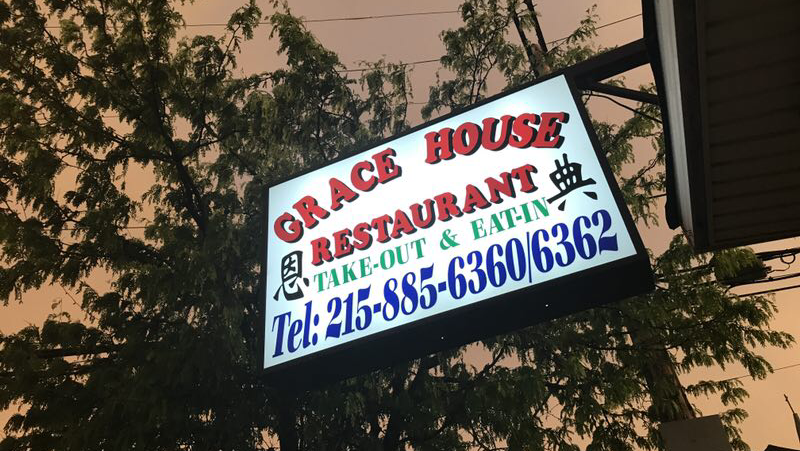 GRACE HOUSE
RESTAURANT
恩 典
TAKE-OUT & EAT-IN
Tel: 215-885-6360/6362